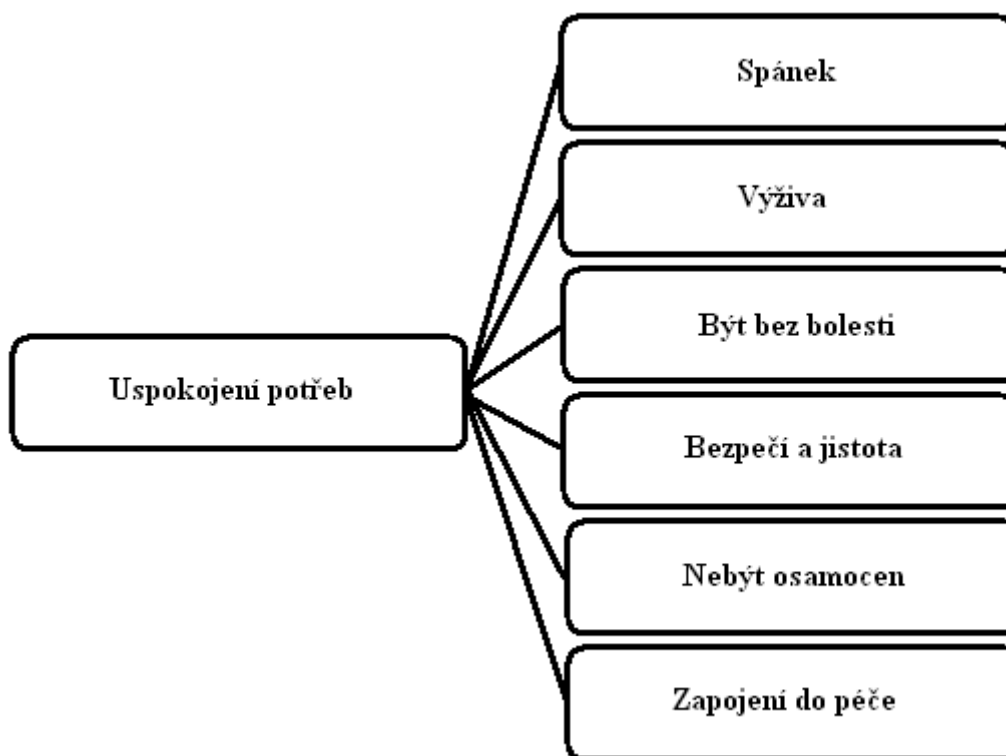 Spánek
Výživa
Být bez bolesti
Uspokojení potřeb
Bezpečí a jistota
Nebýt osamocen
Zapojení do péče